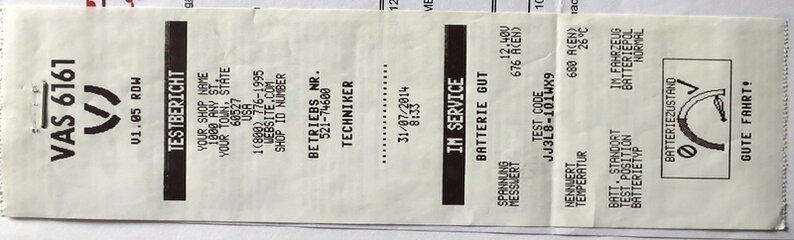 VAS 6161
V1.05 RDW
TESTBERICHT
YOUR SHOP NAME
1000 ANY ST
YOUR TOWN, STATE
60527
USA
1(800)-776-1995
WEBSITE.COM
SHOP ID NUMBER
BETRIEBS NR.
521-74600
TECHNIKER
31/07/2014
8:33
IM SERVICE
BATTERIE GUT
SPANNUNG 12.40V
MESSWERT 676 A(EN)
TEST CODE
JJ3L8-101WX9
NENNWERT 680 A(EN)
TEMPERATUR 26°C
BATT. STANDORT IM FAHRZEUG
TEST POSITION BATTERIEPOL
BATTERIETYP NORMAL
BATTERIEZUSTAND
GUTE FAHRT!